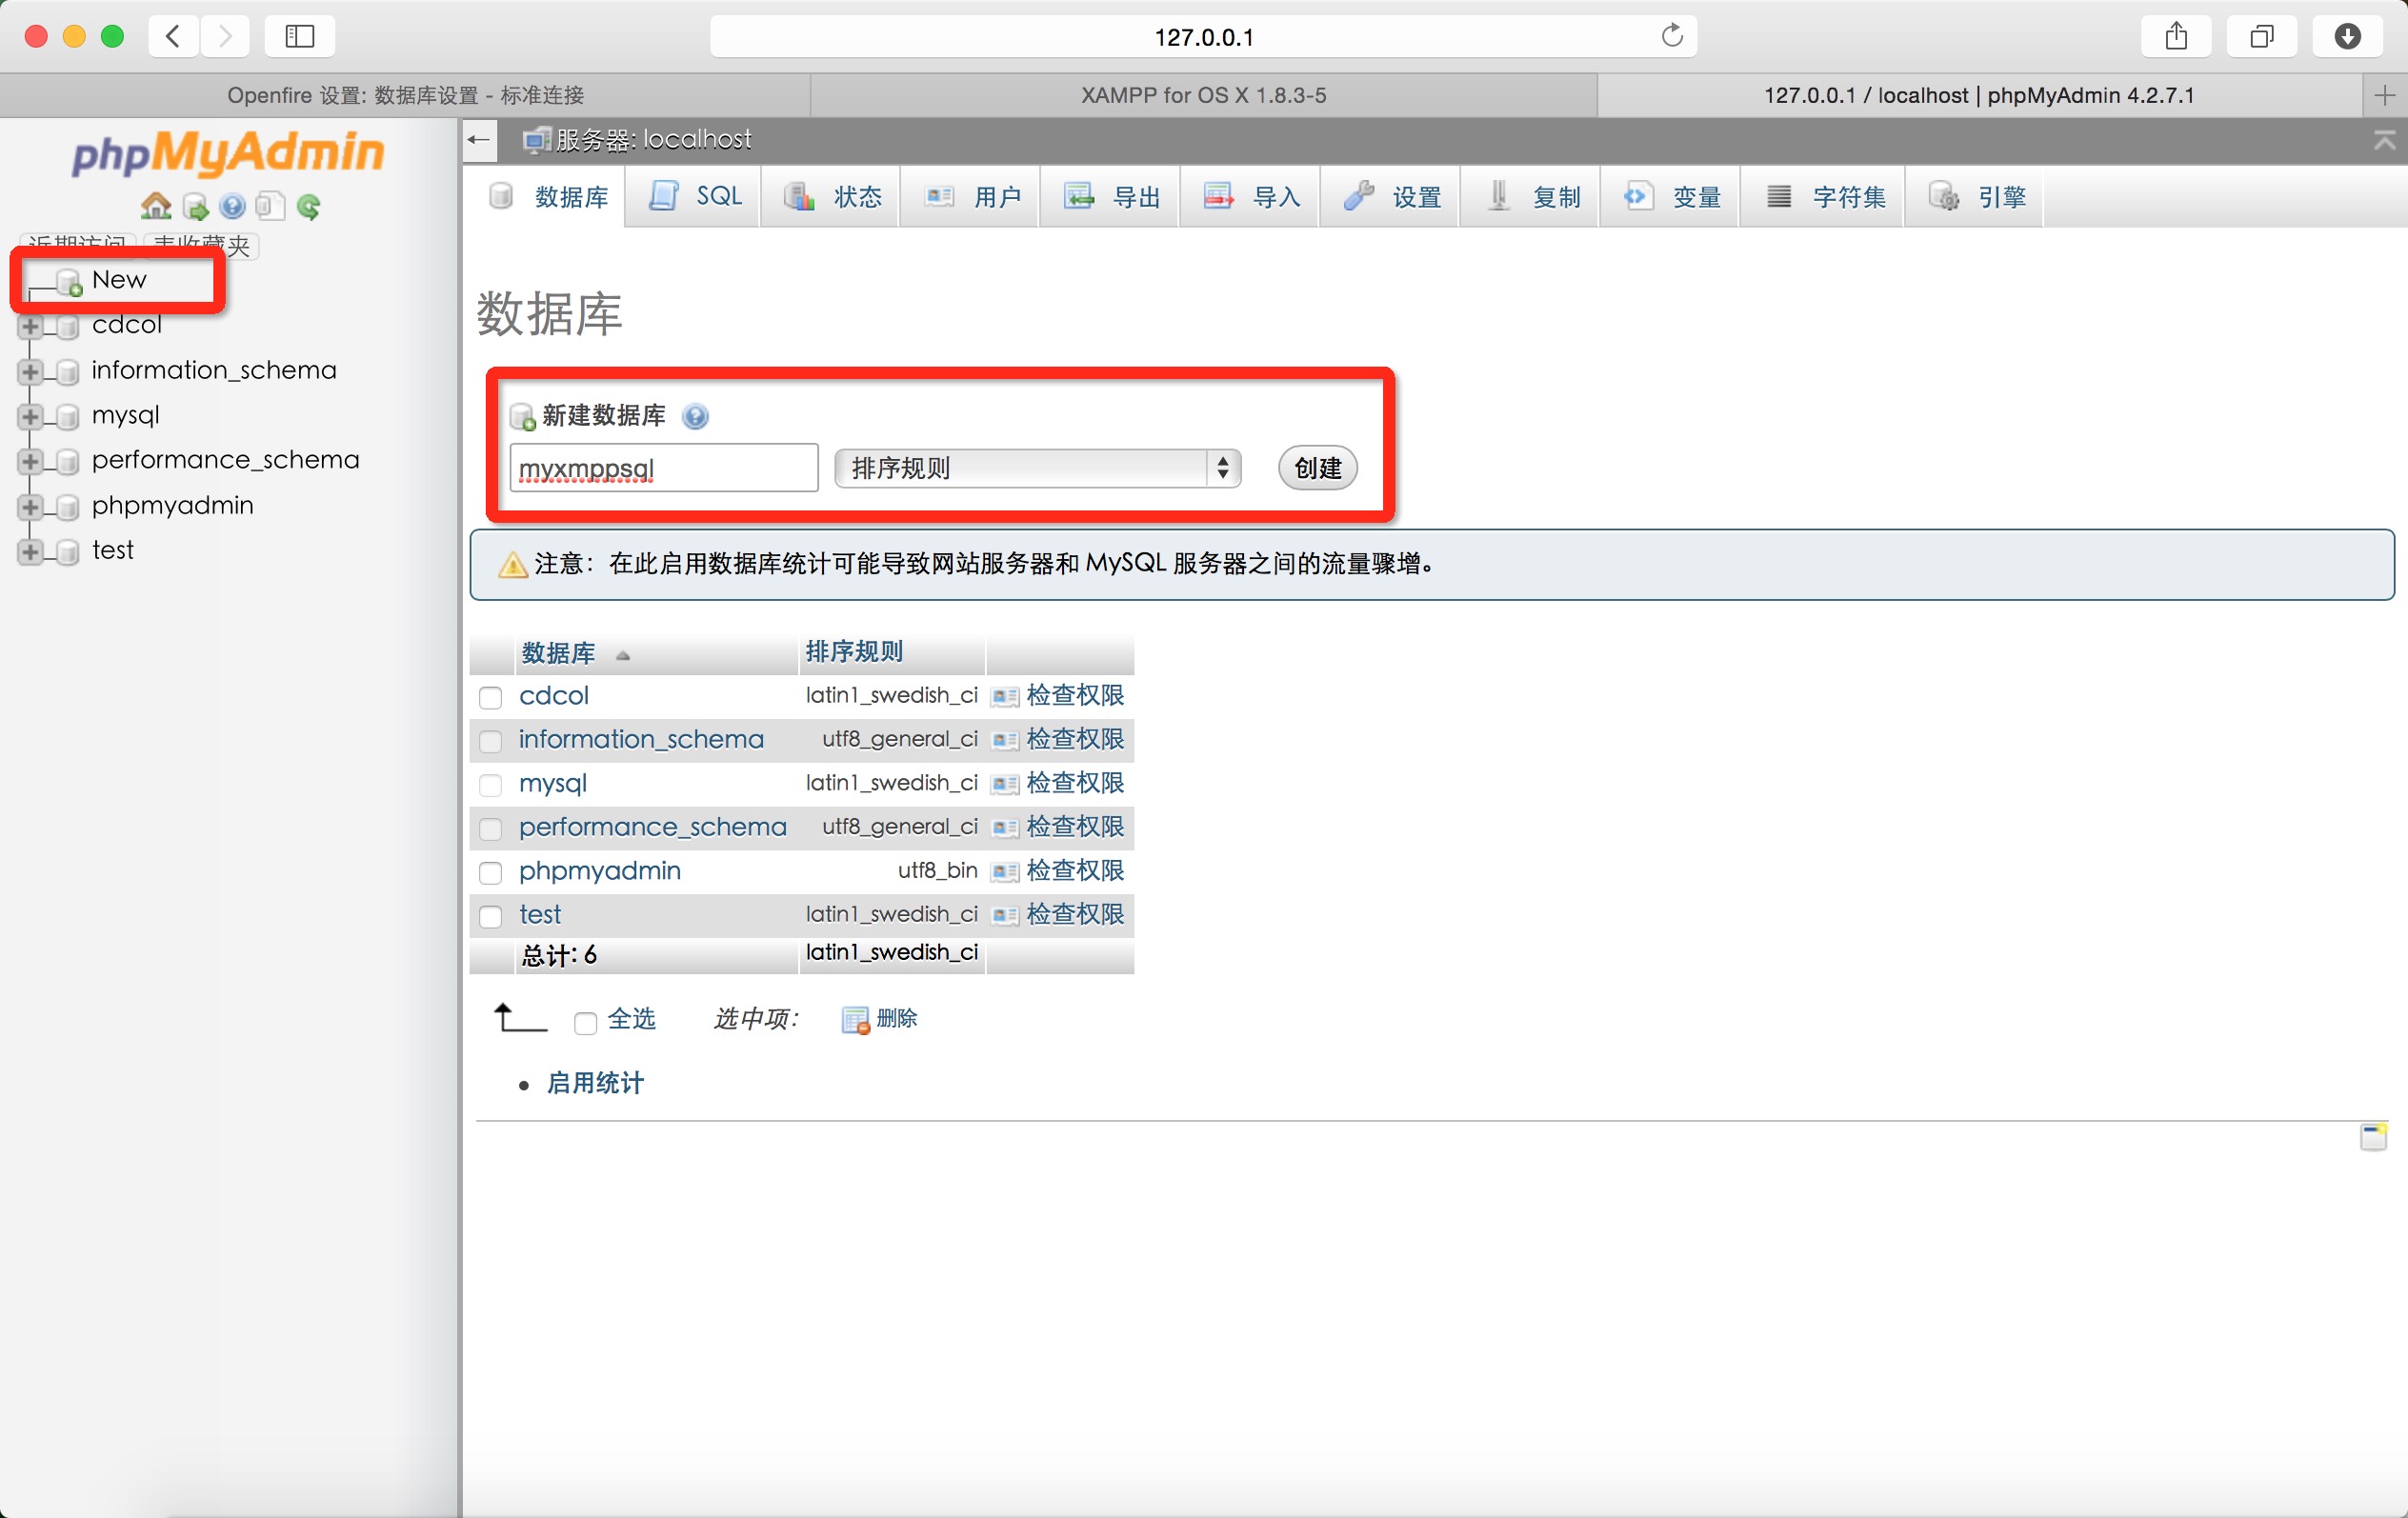 127.0.0.1
Openfire 设置: 数据库设置 - 标准连接
XAMPP for OS X 1.8.3-5
127.0.0.1 / localhost | phpMyAdmin 4.2.7.1
phpMyAdmin
近期访问 表收藏夹
New
cdcol
information_schema
mysql
performance_schema
phpmyadmin
test
服务器: localhost
数据库 SQL 状态 用户 导出 导入 设置 复制 变量 字符集 引擎
数据库
新建数据库
myxmppsql 排序规则 创建
注意：在此启用数据库统计可能导致网站服务器和 MySQL 服务器之间的流量骤增。
数据库 排序规则
cdcol latin1_swedish_ci 检查权限
information_schema utf8_general_ci 检查权限
mysql latin1_swedish_ci 检查权限
performance_schema utf8_general_ci 检查权限
phpmyadmin utf8_bin 检查权限
test latin1_swedish_ci 检查权限
总计: 6 latin1_swedish_ci
全选 选中项: 删除
启用统计